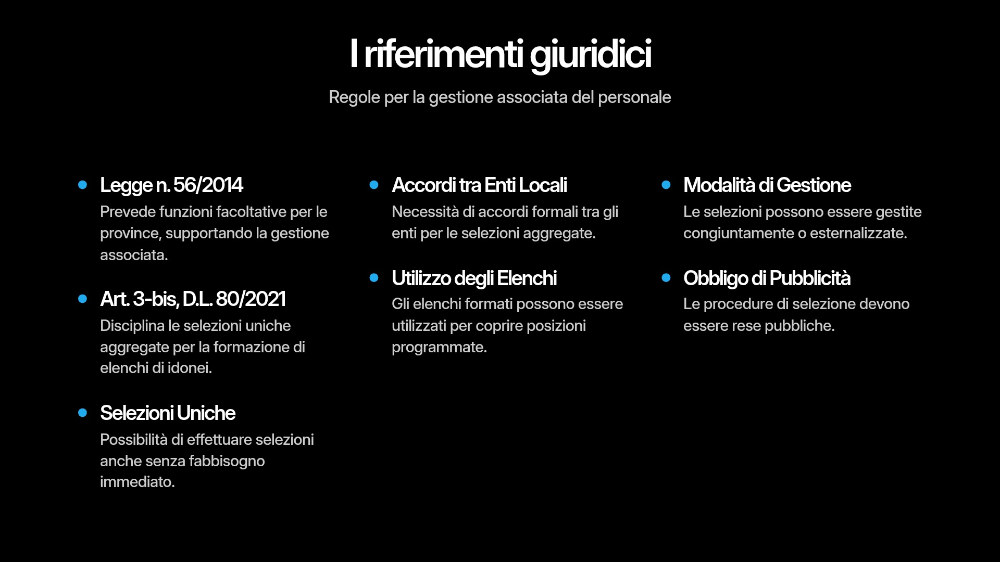 I riferimenti giuridici
Regole per la gestione associata del personale
Legge n. 56/2014
Prevede funzioni facoltative per le
province, supportando la gestione
associata.
Art. 3-bis, D.L. 80/2021
Disciplina le selezioni uniche
aggregate per la formazione di
elenchi di idonei.
Selezioni Uniche
Possibilità di effettuare selezioni
anche senza fabbisogno
immediato.
Accordi tra Enti Locali
Necessità di accordi formali tra gli
enti per le selezioni aggregate.
Utilizzo degli Elenchi
Gli elenchi formati possono essere
utilizzati per coprire posizioni
programmate.
Modalità di Gestione
Le selezioni possono essere gestite
congiuntamente o esternalizzate.
Obbligo di Pubblicità
Le procedure di selezione devono
essere rese pubbliche.